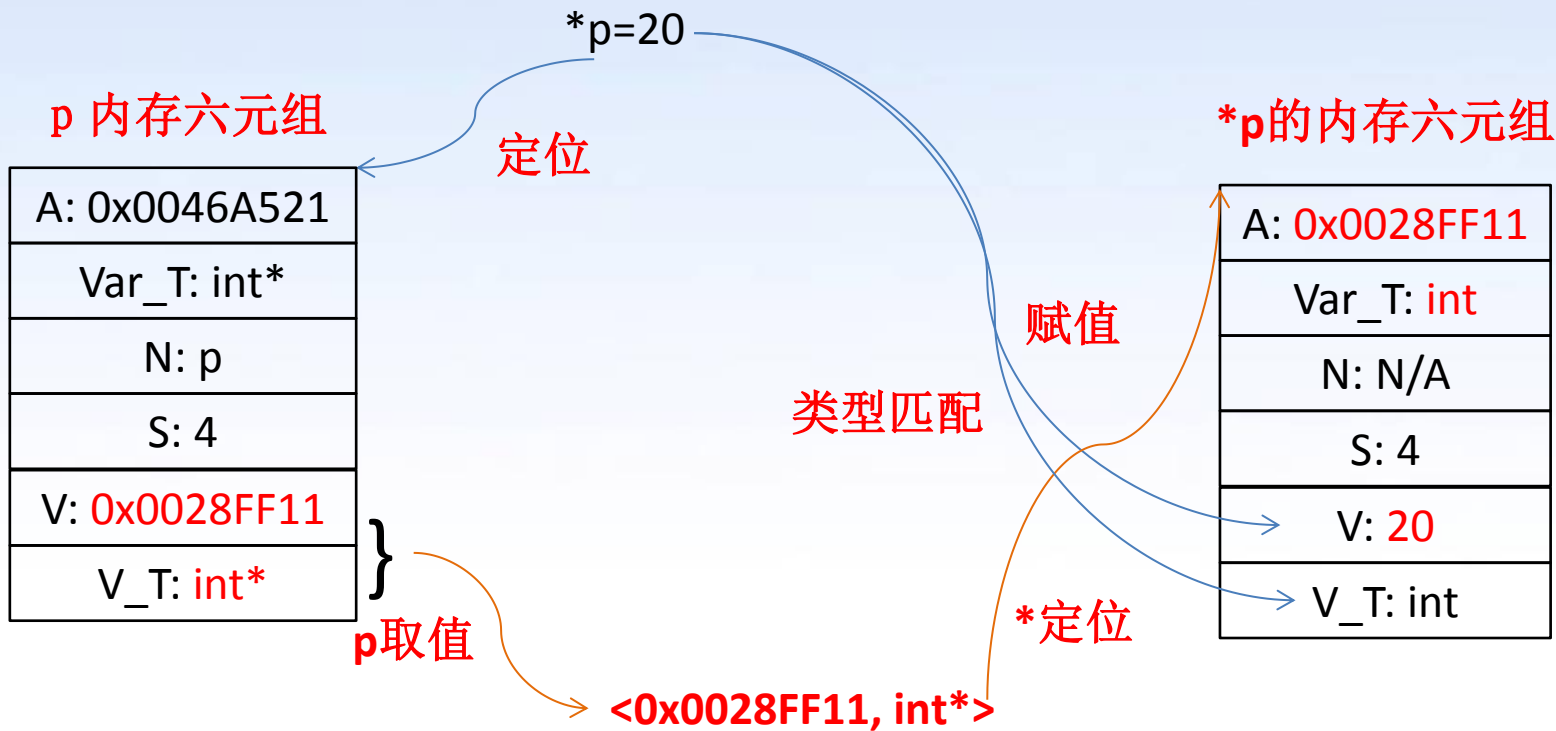 *p=20
p 内存六元组
定位
*p的内存六元组
A: 0x0046A521
Var_T: int*
N: p
S: 4
V: 0x0028FF11
V_T: int*
}
p取值
<0x0028FF11, int*>
*定位
类型匹配
赋值
A: 0x0028FF11
Var_T: int
N: N/A
S: 4
V: 20
V_T: int